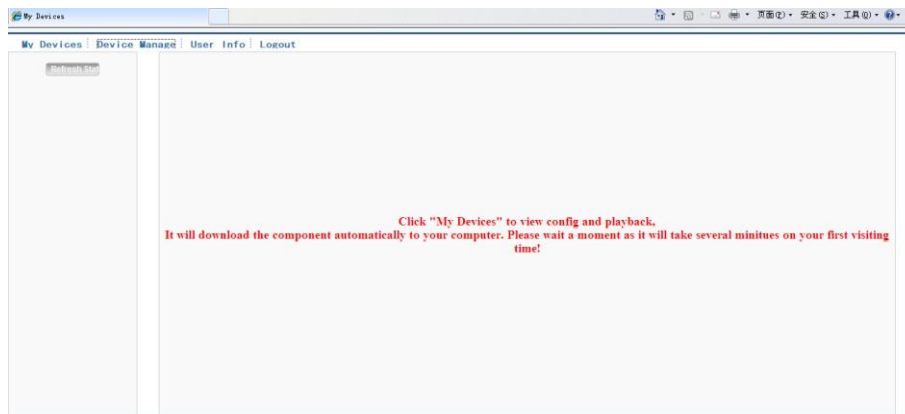 My Devices
页面(P) 安全(S) 工具(O)
My Devices Device Manage User Info Logout
Refresh Stat
Click "My Devices" to view config and playback,
It will download the component automatically to your computer. Please wait a moment as it will take several minitues on your first visiting
time!